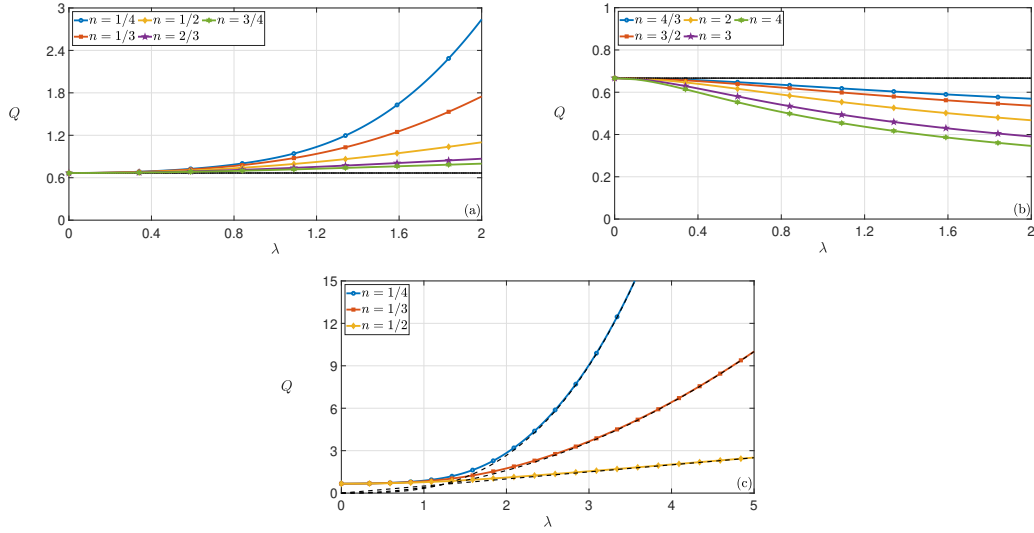 3
2.4
1.8
1.2
0.6
0
Q
n = 1/4 n = 1/2 n = 3/4
n = 1/3 n = 2/3
(a)
0 0.4 0.8 1.2 1.6 2
λ
1
0.8
0.6
0.4
0.2
0
Q
n = 4/3 n = 2 n = 4
n = 3/2 n = 3
(b)
0 0.4 0.8 1.2 1.6 2
λ
15
12
9
6
3
0
Q
n = 1/4
n = 1/3
n = 1/2
(c)
0 1 2 3 4 5
λ